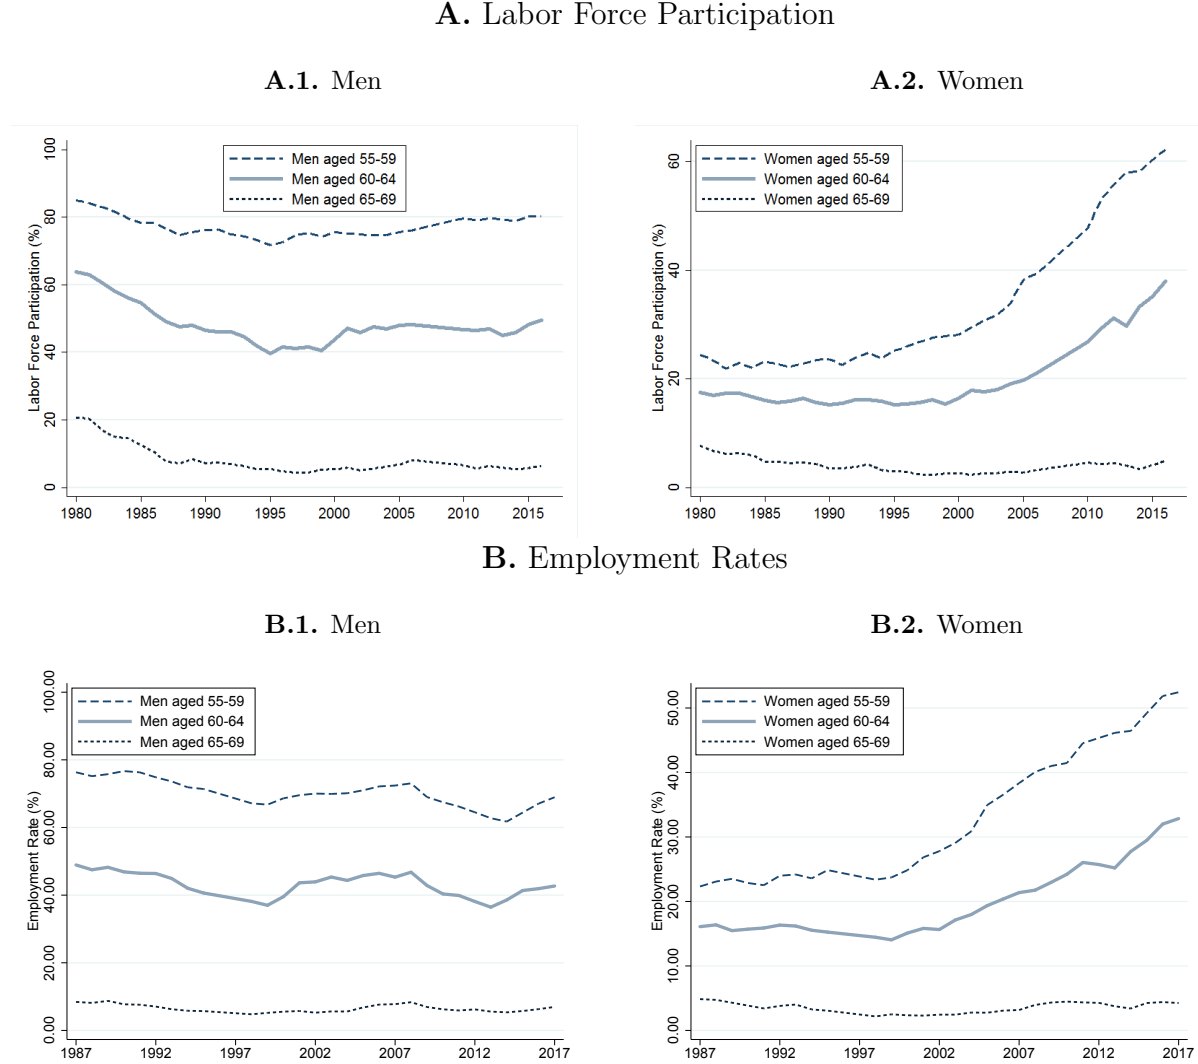 A. Labor Force Participation
A.1. Men
A.2. Women
Labor Force Participation (%)
100
80
60
40
20
0
Men aged 55-59
Men aged 60-64
Men aged 65-69
1980 1985 1990 1995 2000 2005 2010 2015
Labor Force Participation (%)
60
40
20
0
Women aged 55-59
Women aged 60-64
Women aged 65-69
1980 1985 1990 1995 2000 2005 2010 2015
B. Employment Rates
B.1. Men
B.2. Women
Employment Rate (%)
100.00
80.00
60.00
40.00
20.00
0.00
Men aged 55-59
Men aged 60-64
Men aged 65-69
1987 1992 1997 2002 2007 2012 2017
Employment Rate (%)
50.00
40.00
30.00
20.00
10.00
0.00
Women aged 55-59
Women aged 60-64
Women aged 65-69
1987 1992 1997 2002 2007 2012 2017